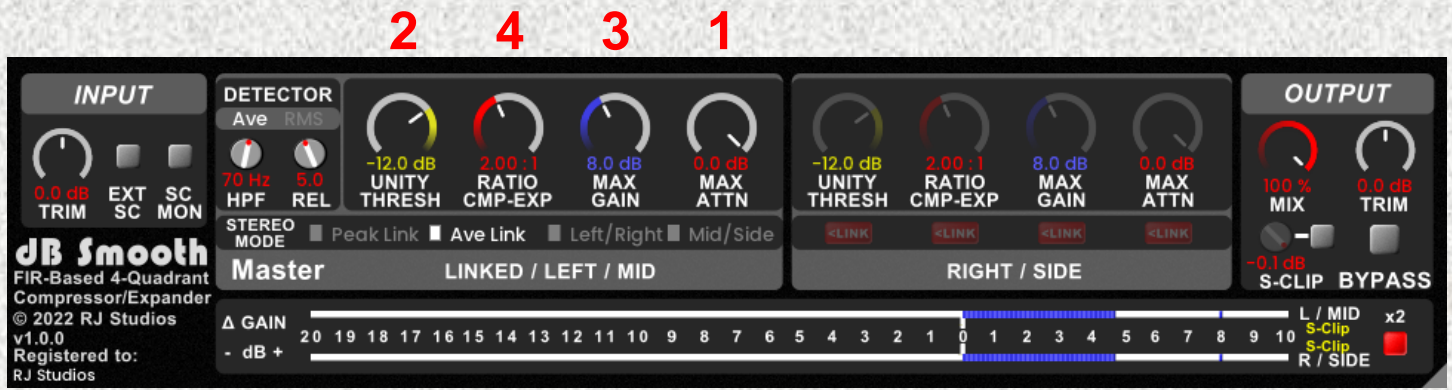 2 4 3 1
INPUT
0.0 dB
TRIM
EXT
SC
SC
MON
DETECTOR
Ave RMS
70 Hz
HPF
5.0
REL
-12.0 dB
UNITY
THRESH
2.00 : 1
RATIO
CMP-EXP
8.0 dB
MAX
GAIN
0.0 dB
MAX
ATTN
-12.0 dB
UNITY
THRESH
2.00 : 1
RATIO
CMP-EXP
8.0 dB
MAX
GAIN
0.0 dB
MAX
ATTN
OUTPUT
100 %
MIX
0.0 dB
TRIM
-0.1 dB
S-CLIP
BYPASS
STEREO
MODE
Peak Link Ave Link Left/Right Mid/Side
<LINK <LINK <LINK <LINK
Master LINKED / LEFT / MID
RIGHT / SIDE
dB Smooth
FIR-Based 4-Quadrant
Compressor/Expander
© 2022 RJ Studios
v1.0.0
Registered to:
RJ Studios
Δ GAIN
- dB +
20 19 18 17 16 15 14 13 12 11 10 9 8 7 6 5 4 3 2 1 0 1 2 3 4 5 6 7 8 9 10
L / MID
S-Clip
S-Clip
R / SIDE
x2